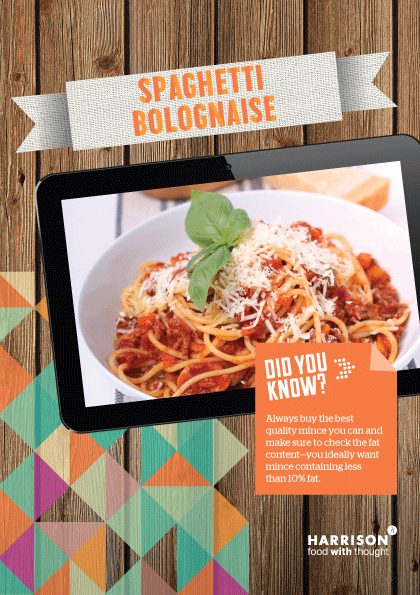 SPAGHETTI
BOLOGNAISE
DID YOU
KNOW?
Always buy the best
quality mince you can and
make sure to check the fat
content—you ideally want
mince containing less
than 10% fat.
HARRISON
food with thought